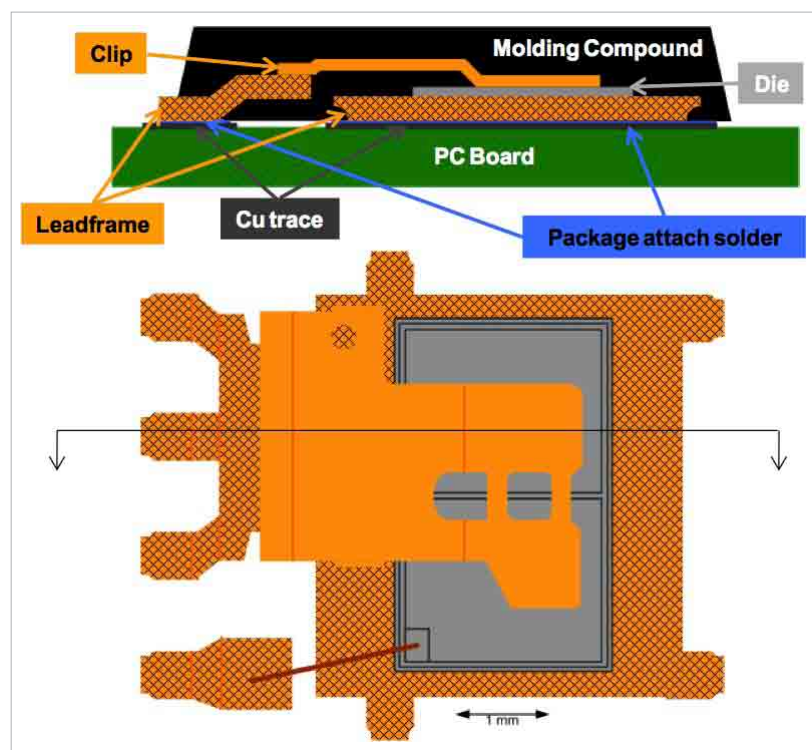 Clip
Molding Compound
Die
PC Board
Leadframe
Cu trace
Package attach solder
1 mm